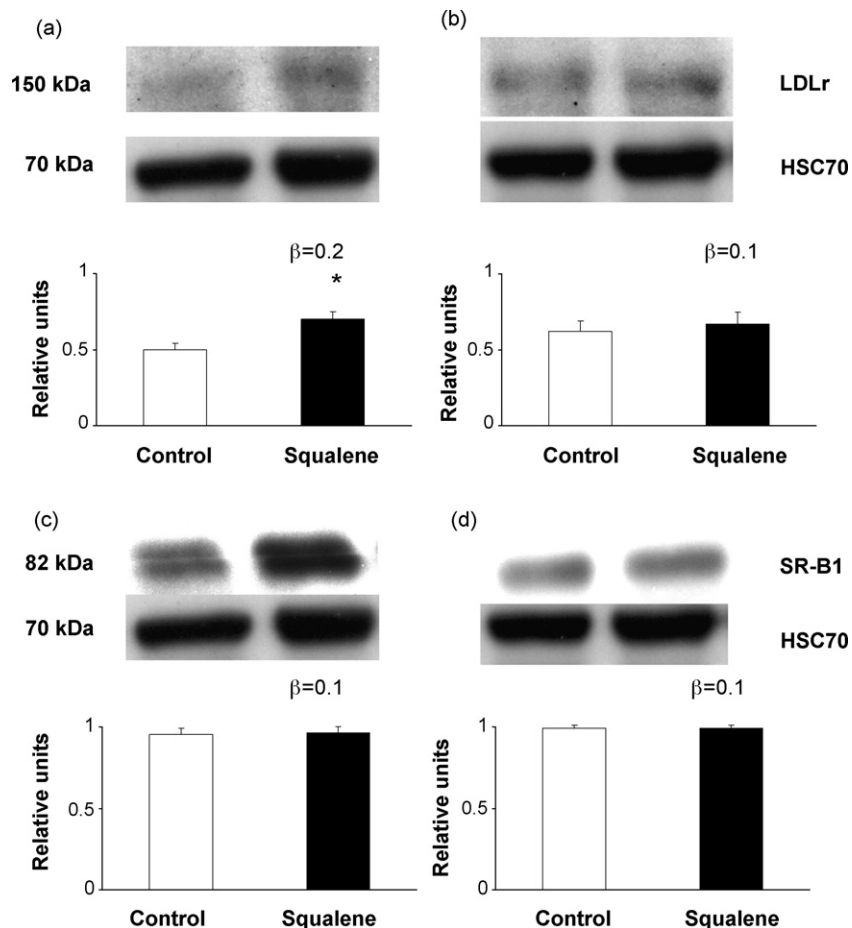 (a)
(b)
150 kDa
LDLr
70 kDa
HSC70
β=0.2
β=0.1
*
1
0.5
0
Relative units
Control
Squalene
1
0.5
0
Relative units
Control
Squalene
(c)
(d)
82 kDa
SR-B1
70 kDa
HSC70
β=0.1
β=0.1
1
0.5
0
Relative units
Control
Squalene
1
0.5
0
Relative units
Control
Squalene